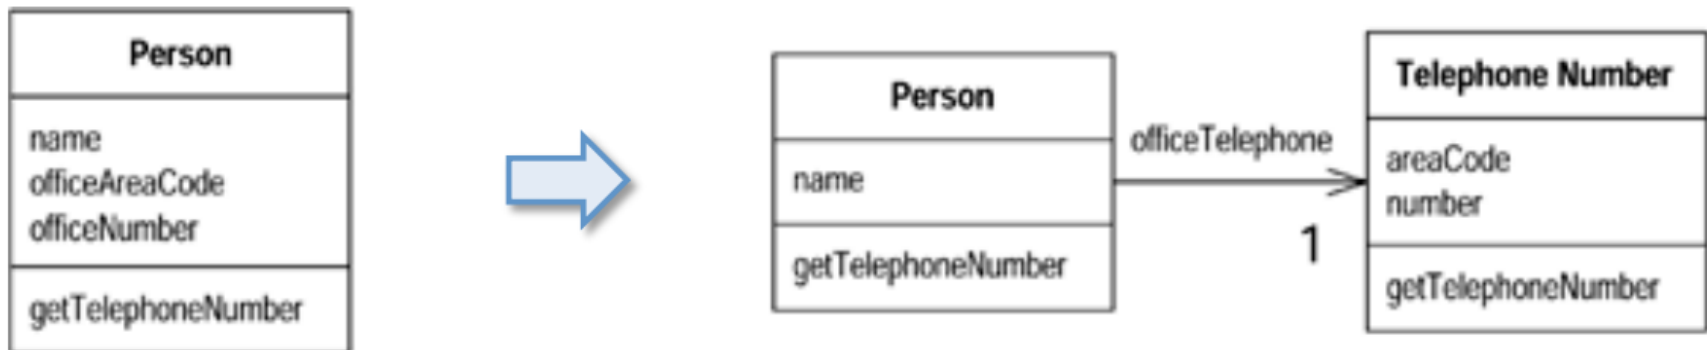 Person
name
officeAreaCode
officeNumber
getTelephoneNumber
Person
name
getTelephoneNumber
officeTelephone
1
Telephone Number
areaCode
number
getTelephoneNumber